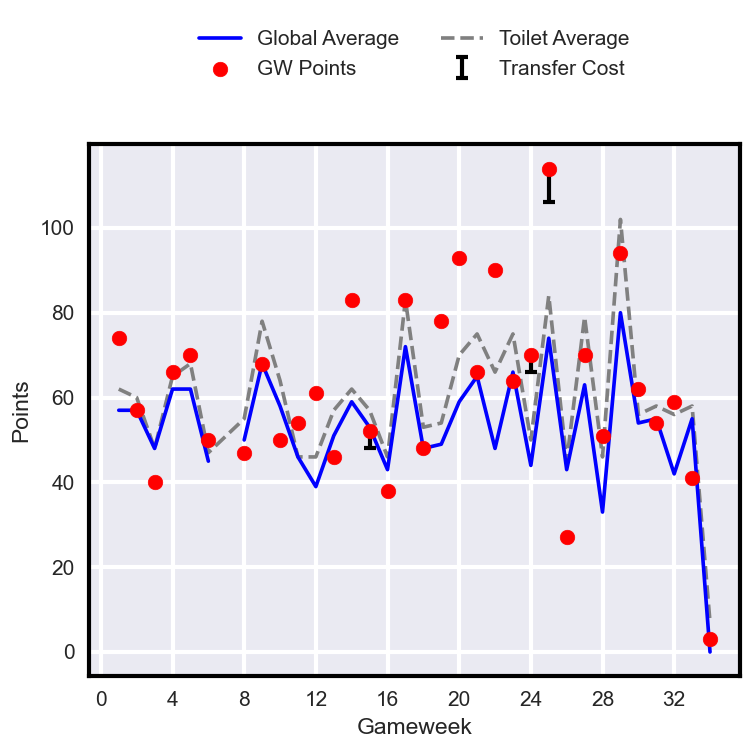 Global Average
Toilet Average
GW Points
Transfer Cost
100
80
60
40
20
0
Points
0 4 8 12 16 20 24 28 32
Gameweek